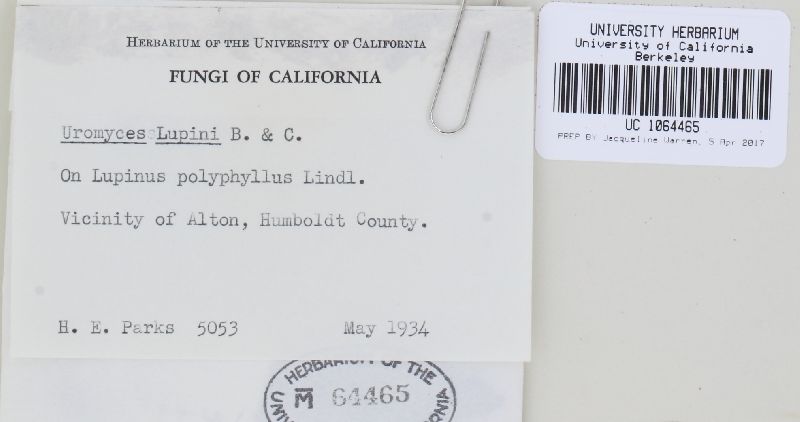 HERBARIUM OF THE UNIVERSITY OF CALIFORNIA
FUNGI OF CALIFORNIA
Uromyces Lupini B. & C.
On Lupinus polyphyllus Lindl.
Vicinity of Alton, Humboldt County.
H. E. Parks 5053 May 1934
HERBARIUM OF THE
M 64465
UNIVERSITY HERBARIUM
University of California
Berkeley
UC 1064465
PREP BY Jacqueline Warren, 5 Apr 2017